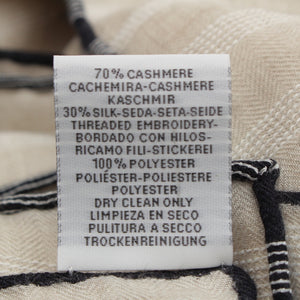 70% CASHMERE
CACHEMIRA-CASHMERE
KASCHMIR
30% SILK-SEDA-SETA-SEIDE
THREADED EMBROIDERY-
BORDADO CON HILOS-
RICAMO FILI-STICKEREI
100% POLYESTER
POLIÉSTER-POLIESTERE
POLYESTER
DRY CLEAN ONLY
LIMPIEZA EN SECO
PULITURA A SECCO
TROCKENREINIGUNG